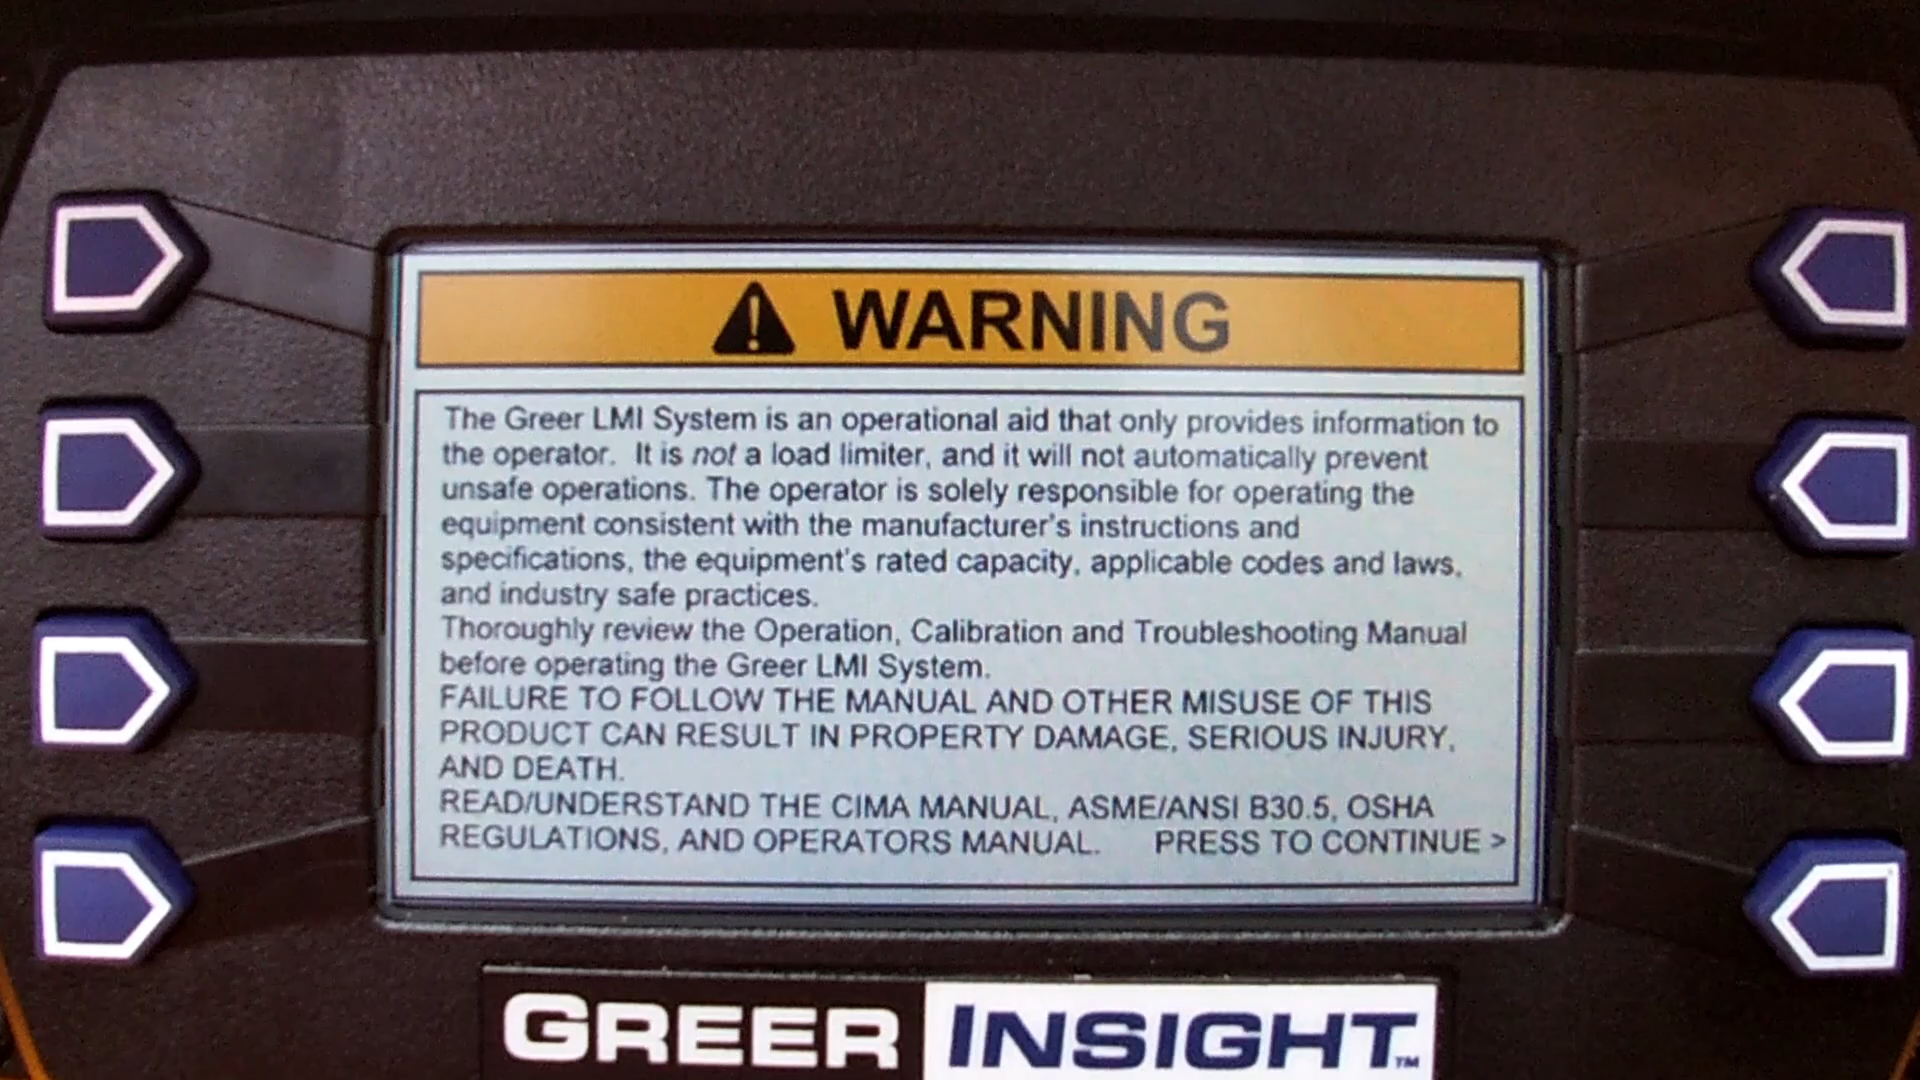 WARNING
The Greer LMI System is an operational aid that only provides information to
the operator. It is not a load limiter, and it will not automatically prevent
unsafe operations. The operator is solely responsible for operating the
equipment consistent with the manufacturer's instructions and
specifications, the equipment's rated capacity, applicable codes and laws,
and industry safe practices.
Thoroughly review the Operation, Calibration and Troubleshooting Manual
before operating the Greer LMI System.
FAILURE TO FOLLOW THE MANUAL AND OTHER MISUSE OF THIS
PRODUCT CAN RESULT IN PROPERTY DAMAGE, SERIOUS INJURY,
AND DEATH.
READ/UNDERSTAND THE CIMA MANUAL, ASME/ANSI B30.5, OSHA
REGULATIONS, AND OPERATORS MANUAL. PRESS TO CONTINUE >
GREER INSIGHT™